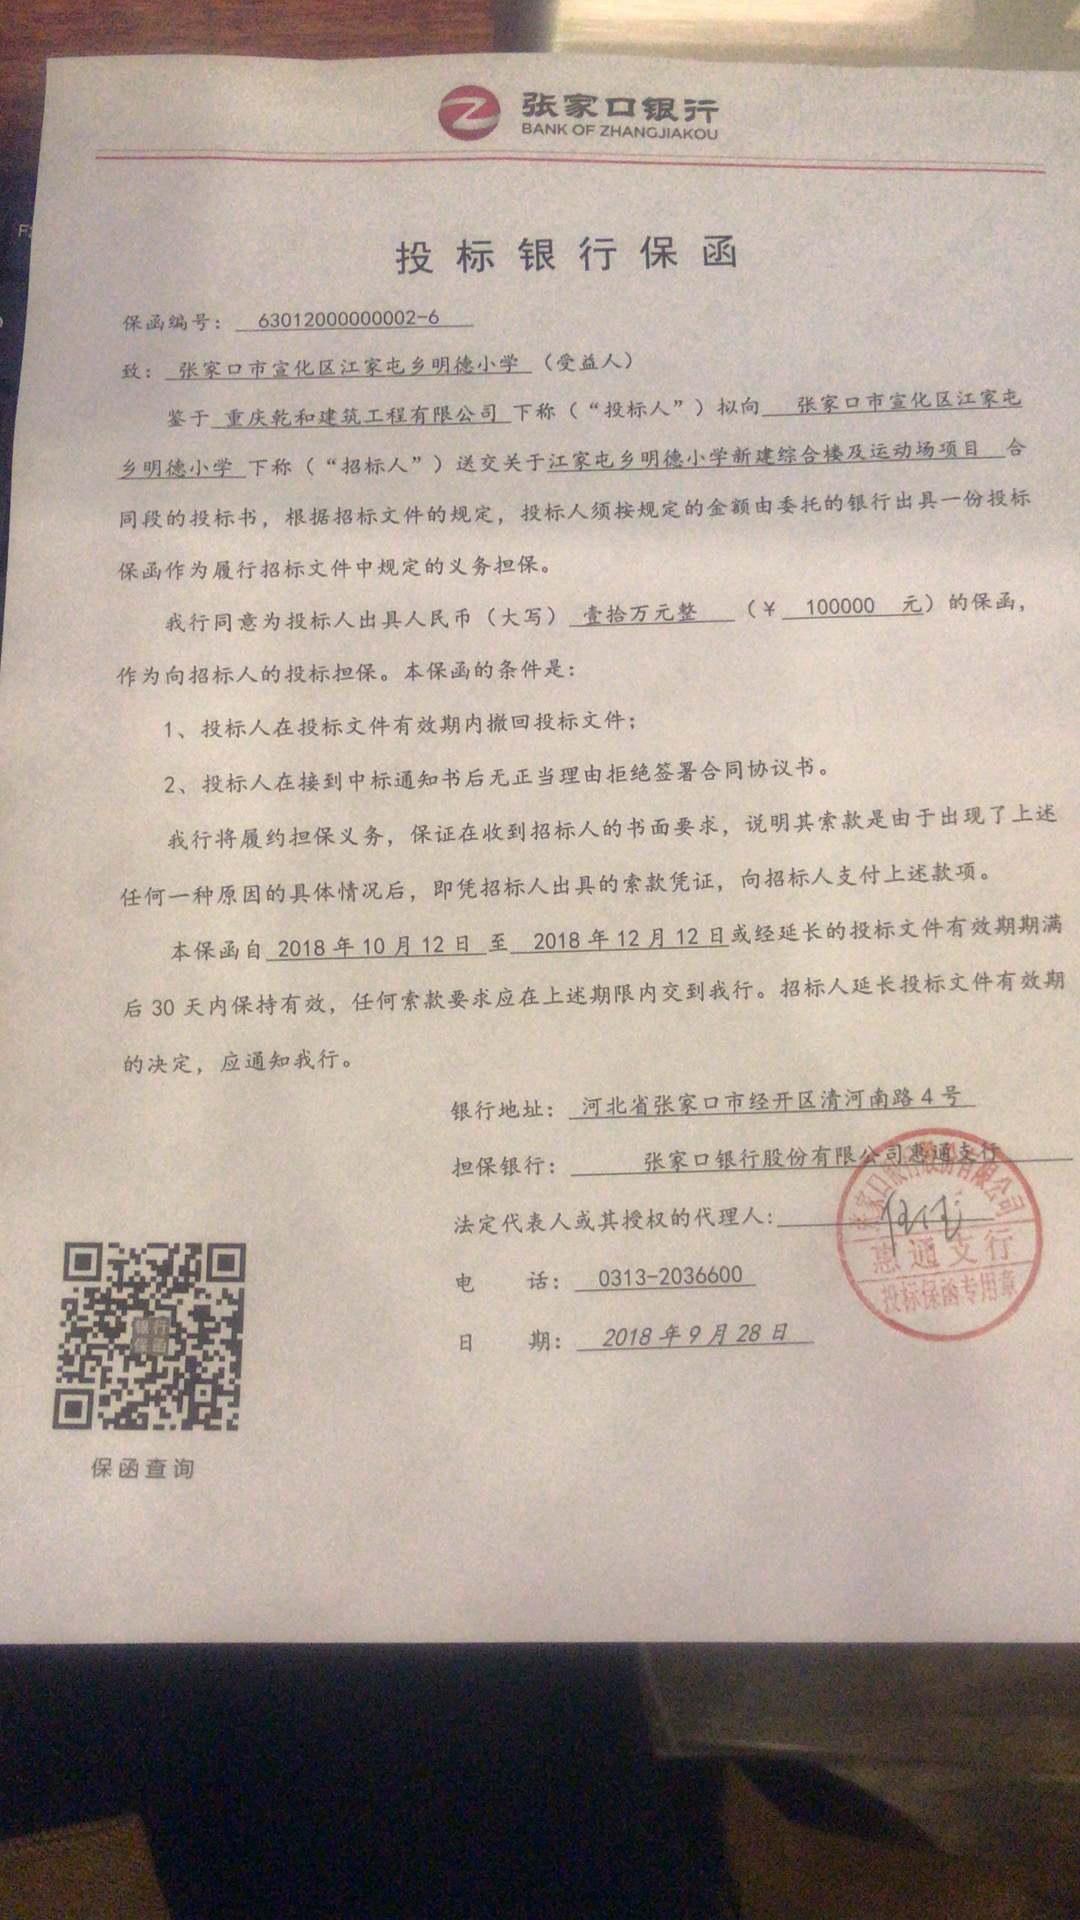 张家口银行
BANK OF ZHANGJIAKOU
投标银行保函
保函编号： 63012000000002-6
致： 张家口市宣化区江家屯乡明德小学 （受益人）
鉴于 重庆乾和建筑工程有限公司 下称（“投标人”）拟向 张家口市宣化区江家屯
乡明德小学 下称（“招标人”）送交关于江家屯乡明德小学新建综合楼及运动场项目 合
同段的投标书，根据招标文件的规定，投标人须按规定的金额由委托的银行出具一份投标
保函作为履行招标文件中规定的义务担保。
我行同意为投标人出具人民币（大写） 壹拾万元整 （￥ 100000 元）的保函，
作为向招标人的投标担保。本保函的条件是：
1、投标人在投标文件有效期内撤回投标文件；
2、投标人在接到中标通知书后无正当理由拒绝签署合同协议书。
我行将履约担保义务，保证在收到招标人的书面要求，说明其索款是由于出现了上述
任何一种原因的具体情况后，即凭招标人出具的索款凭证，向招标人支付上述款项。
本保函自 2018 年 10 月 12 日 至 2018 年 12 月 12 日或经延长的投标文件有效期期满
后 30 天内保持有效，任何索款要求应在上述期限内交到我行。招标人延长投标文件有效期
的决定，应通知我行。
银行地址： 河北省张家口市经开区清河南路 4 号
担保银行： 张家口银行股份有限公司惠通支行
法定代表人或其授权的代理人：
张家口银行股份有限公司
惠通支行
投标保函专用章
电 话： 0313-2036600
日 期： 2018 年 9 月 28 日
银行
保函
保函查询